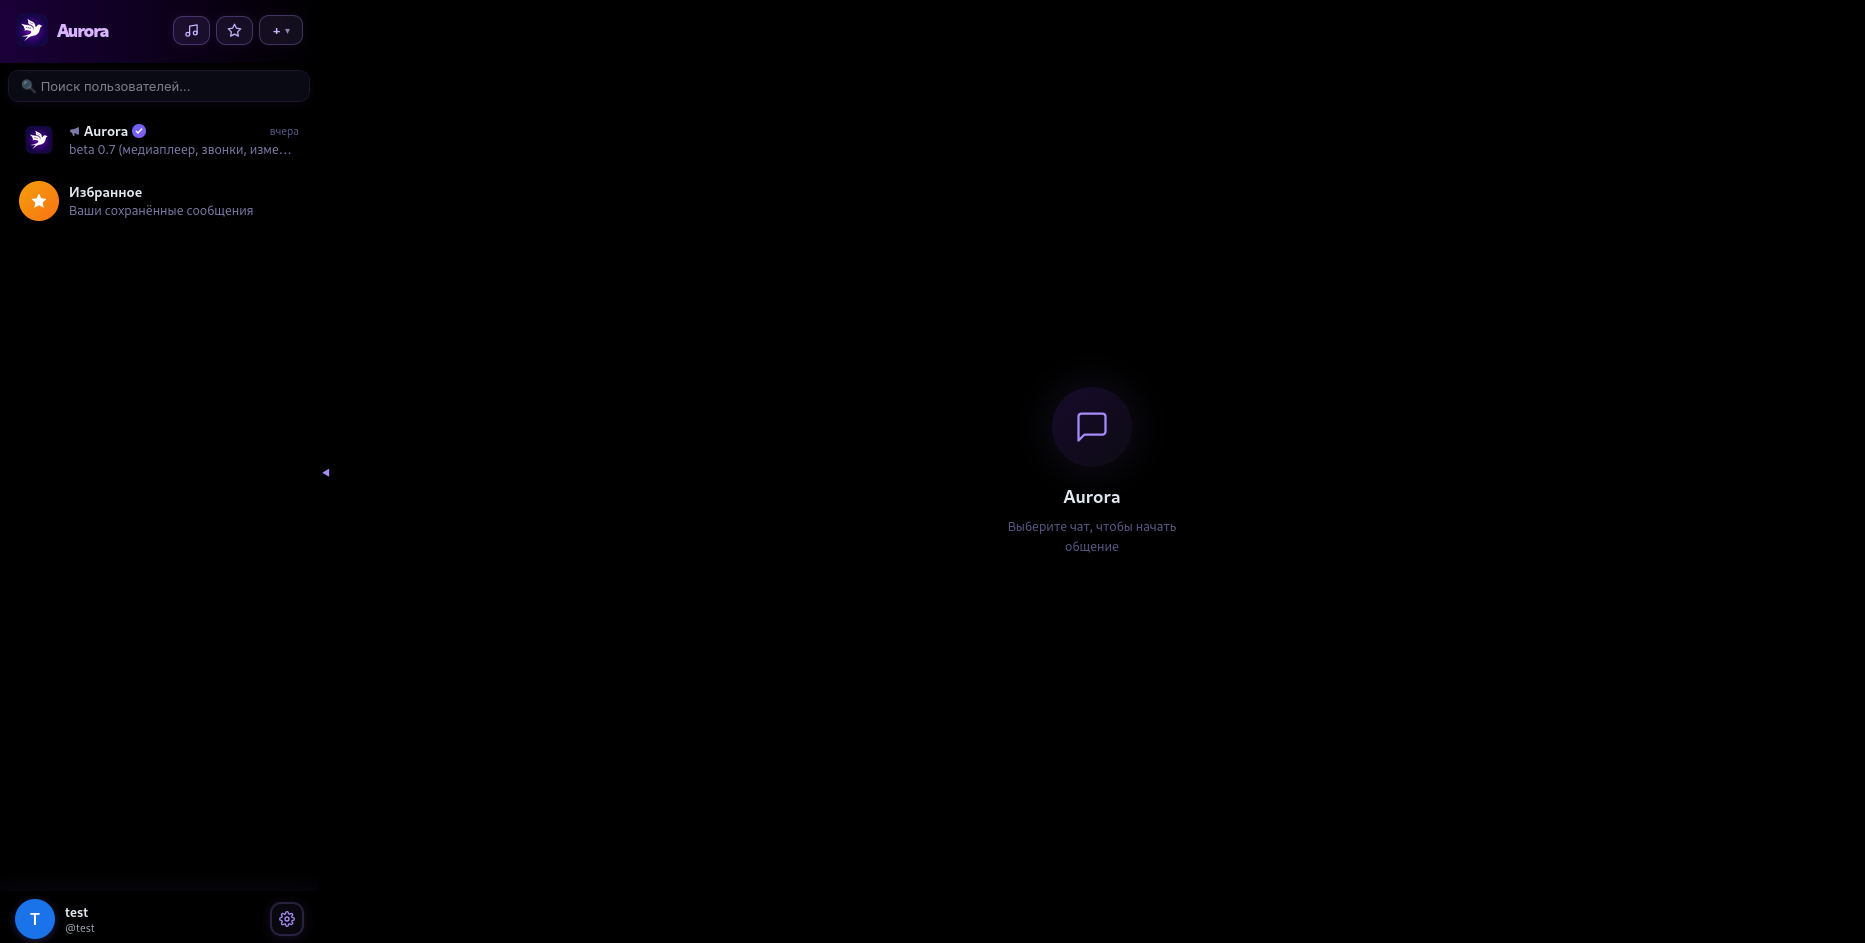 Aurora
+ ▾
🔍 Поиск пользователей...
Aurora
вчера
beta 0.7 (медиаплеер, звонки, изме...
Избранное
Ваши сохранённые сообщения
Aurora
Выберите чат, чтобы начать
общение
T
test
@test